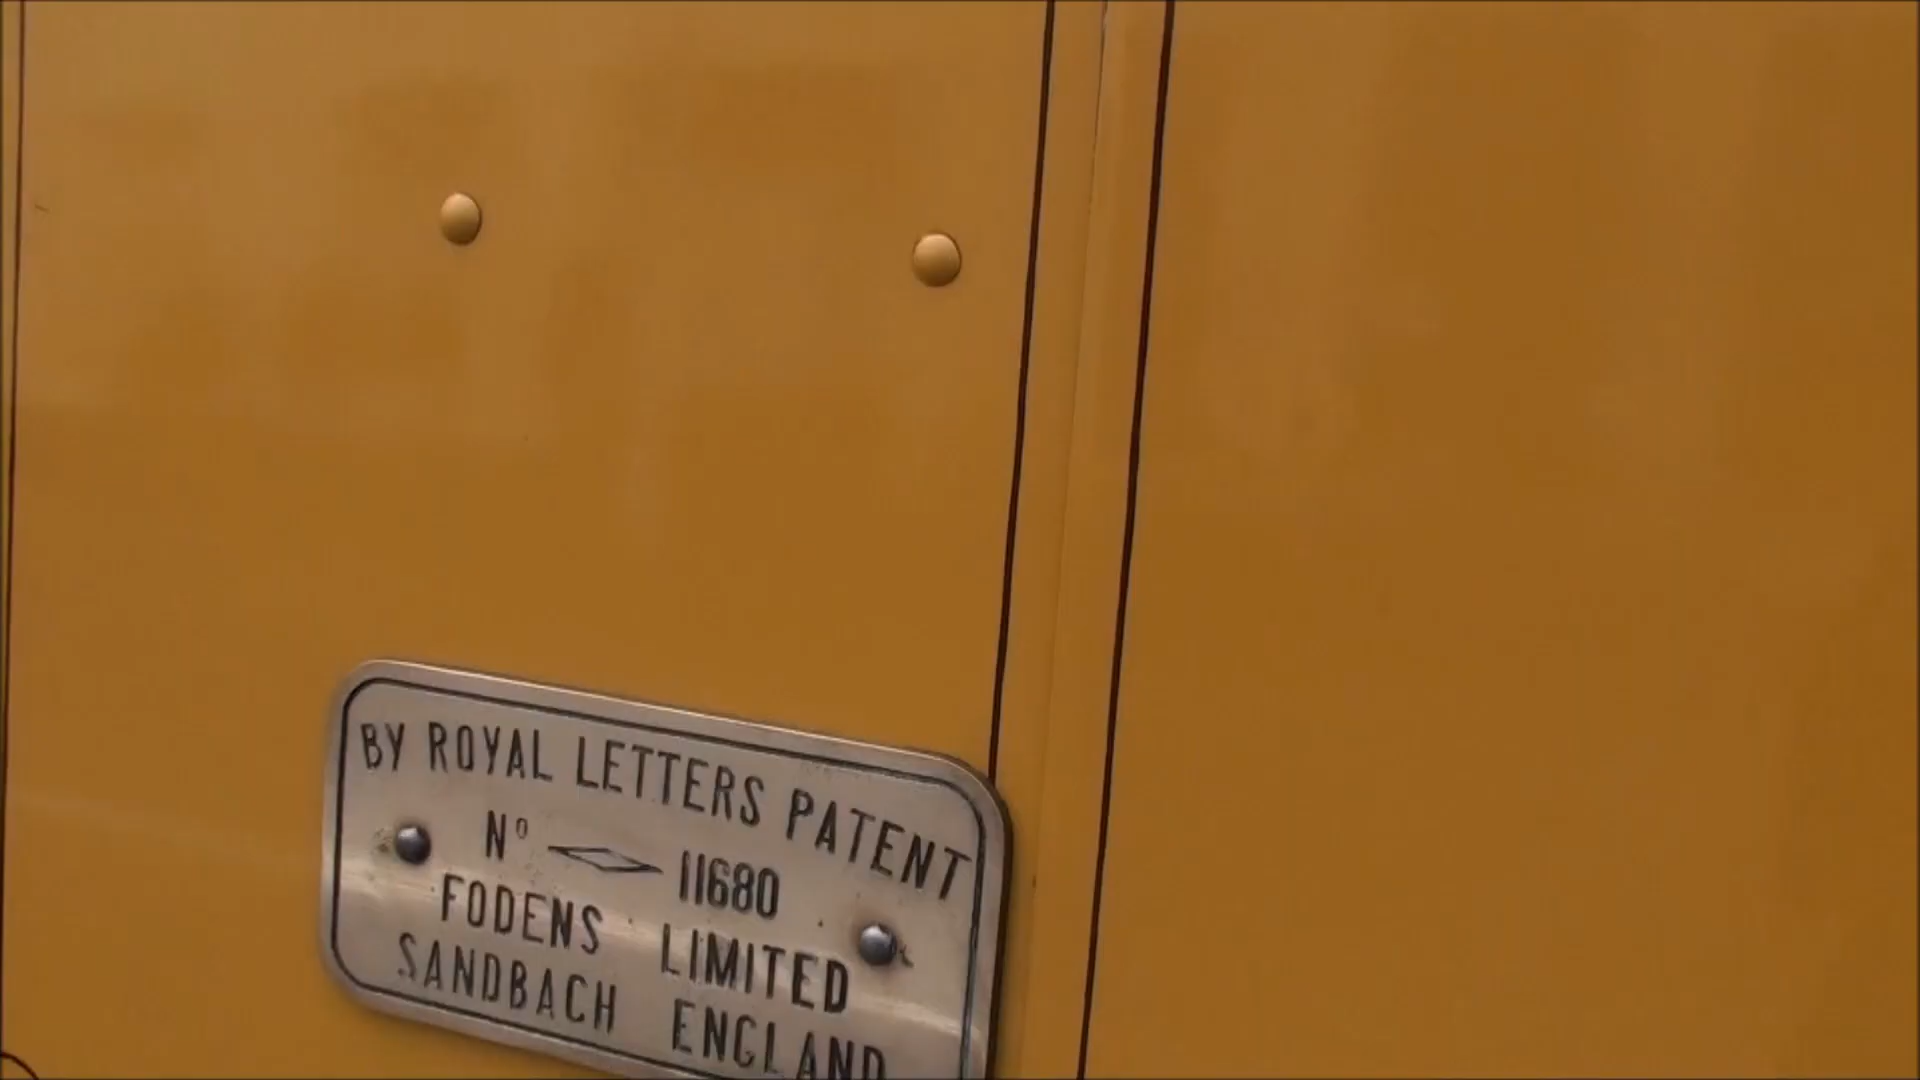 BY ROYAL LETTERS PATENT
Nº 11680
FODENS LIMITED
SANDBACH ENGLAND